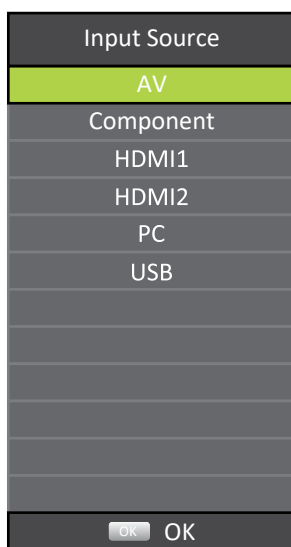 Input Source
AV
Component
HDMI1
HDMI2
PC
USB
OK OK